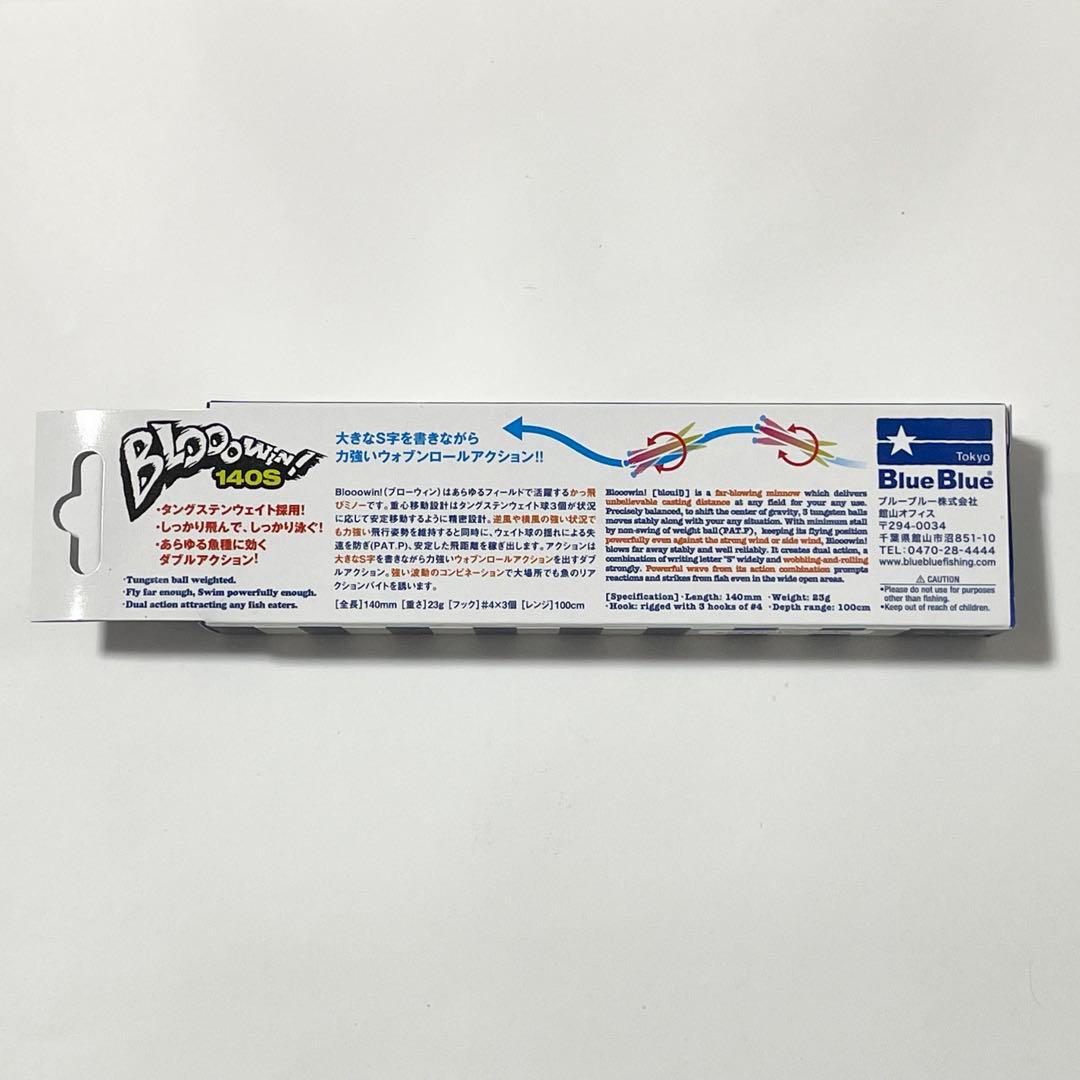 BLOOOWiN!
140S
・タングステンウェイト採用!
・しっかり飛んで、しっかり泳ぐ!
・あらゆる魚種に効く
ダブルアクション!
・Tungsten ball weighted.
・Fly far enough, Swim powerfully enough.
・Dual action attracting any fish eaters.
大きなS字を書きながら
力強いウォブンロールアクション!!
Blooowin!(ブローウィン)はあらゆるフィールドで活躍するかっ飛
びミノーです。重心移動設計はタングステンウェイト球3個が状況
に応じて安定移動するように精密設計。逆風や横風の強い状況で
も力強い飛行姿勢を維持すると同時に、ウェイト球の揺れによる失
速を防ぎ(PAT.P)、安定した飛距離を稼ぎ出します。アクションは
大きなS字を書きながら力強いウォブンロールアクションを出すダブ
ルアクション。強い波動のコンビネーションで大場所でも魚のリア
クションバイトを誘います。
[全長]140mm [重さ]23g [フック]#4×3個 [レンジ]100cm
Blooowin! [blouiŋ] is a far-blowing minnow which delivers
unbelievable casting distance at any field for your any use.
Precisely balanced, to shift the center of gravity, 3 tungsten balls
moves stably along with your any situation. With minimum stall
by non-swing of weight ball(PAT.P), keeping its flying position
powerfully even against the strong wind or side wind, Blooowin!
blows far away stably and well reliably. It creates dual action, a
combination of writing letter "S" widely and wobbling-and-rolling
strongly. Powerful wave from its action combination prompts
reactions and strikes from fish even in the wide open areas.
[Specification]・Length: 140mm ・Weight: 23g
・Hook: rigged with 3 hooks of #4 ・Depth range: 100cm
Tokyo
BlueBlue®
ブルーブルー株式会社
館山オフィス
〒294-0034
千葉県館山市沼851-10
TEL:0470-28-4444
www.bluebluefishing.com
⚠ CAUTION
•Please do not use for purposes
other than fishing.
•Keep out of reach of children.